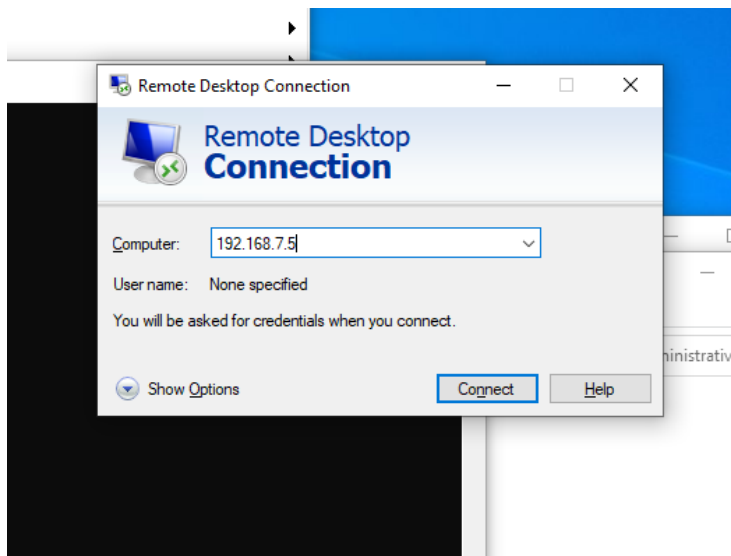 Remote Desktop Connection
Remote Desktop
Connection
Computer: 192.168.7.5
User name: None specified
You will be asked for credentials when you connect.
Show Options Connect Help